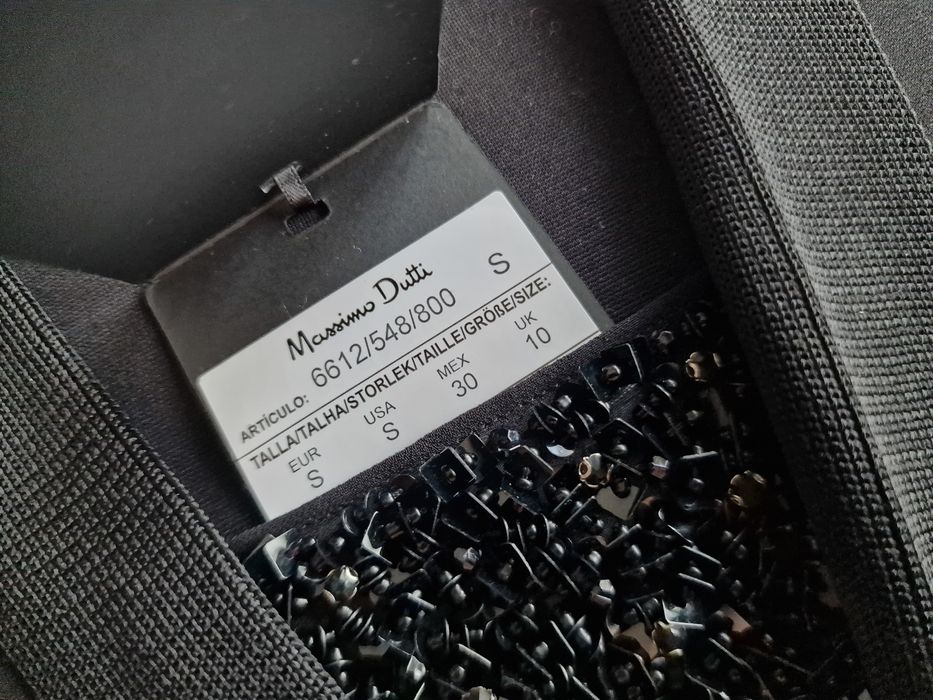 Massimo Dutti
ARTÍCULO: 6612/548/800 S
TALLA/TALHA/STORLEK/TAILLE/GRÖßE/SIZE:
EUR USA MEX UK
S S 30 10